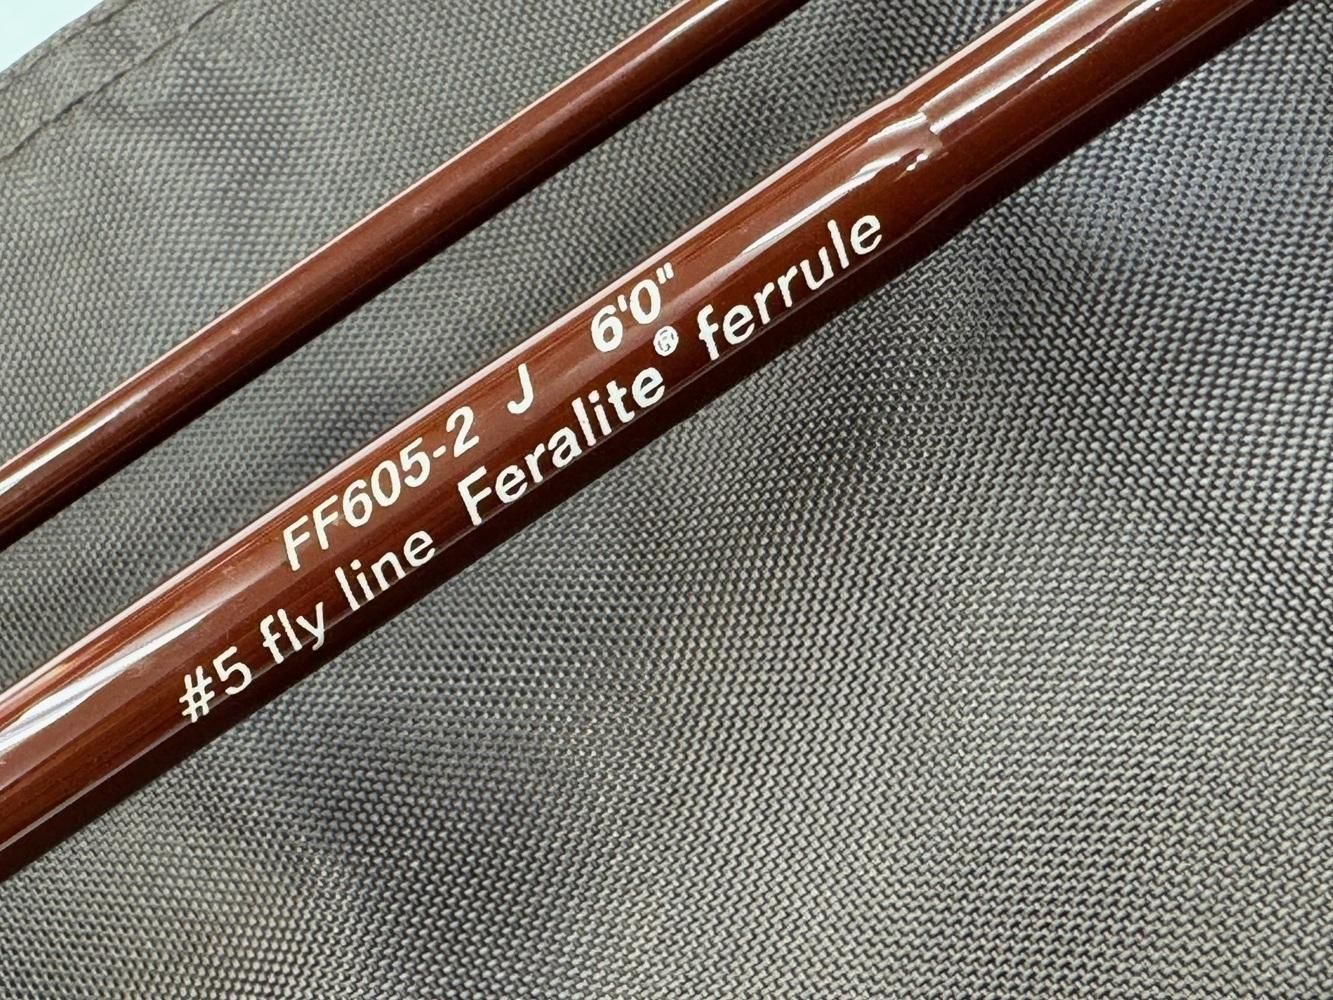 FF605-2 J 6'0"
#5 fly line Feralite® ferrule